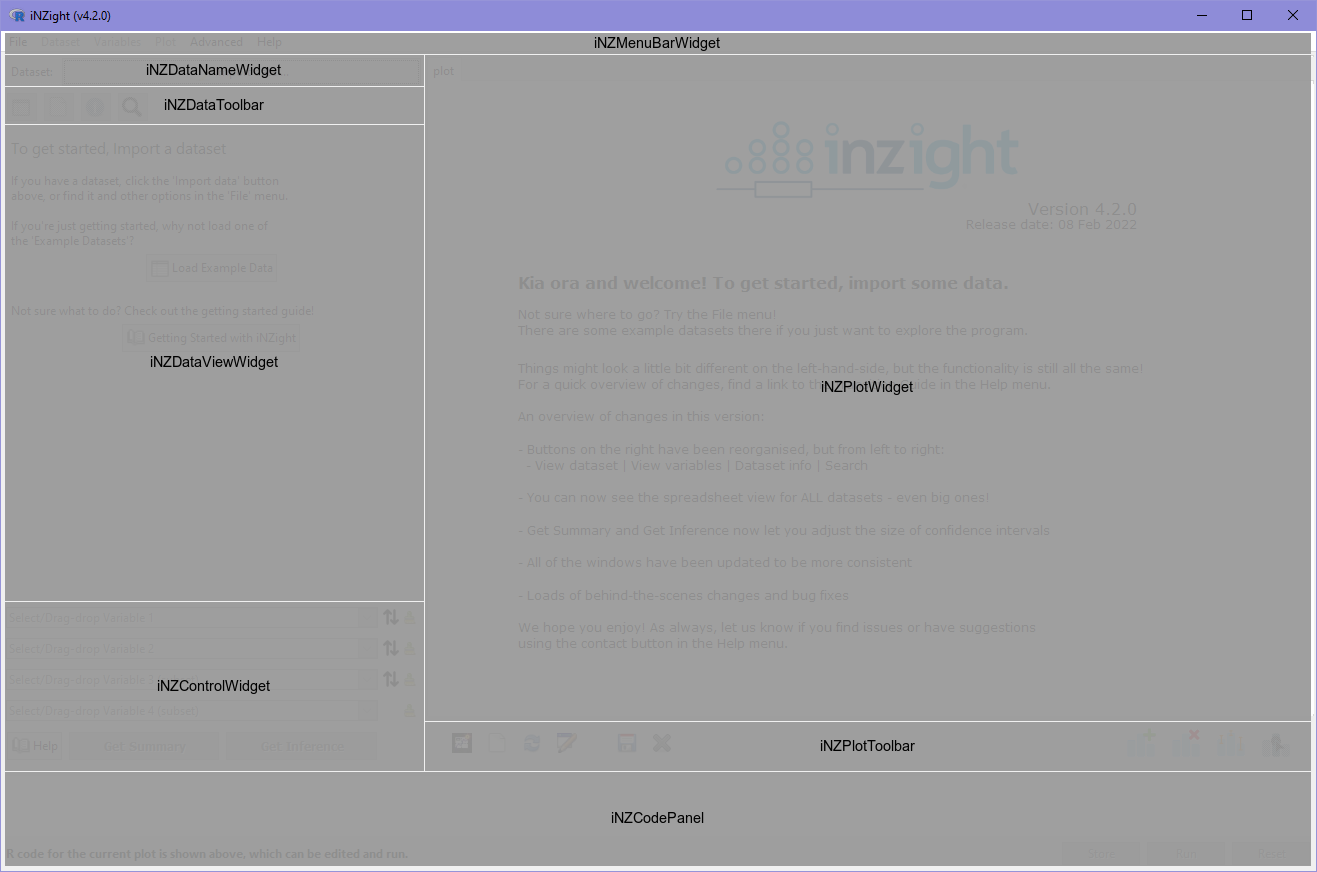 iNZight (v4.2.0)
File Dataset Variables Plot Advanced Help
iNZMenuBarWidget
Dataset:
iNZDataNameWidget
plot
iNZDataToolbar
To get started, Import a dataset
If you have a dataset, click the 'Import data' button
above, or find it and other options in the 'File' menu.
If you're just getting started, why not load one of
the 'Example Datasets'?
Load Example Data
Not sure what to do? Check out the getting started guide!
Getting Started with iNZight
iNZDataViewWidget
inzight
Version 4.2.0
Release date: 08 Feb 2022
Kia ora and welcome! To get started, import some data.
Not sure where to go? Try the File menu!
There are some example datasets there if you just want to explore the program.
Things might look a little bit different on the left-hand-side, but the functionality is still all the same!
For a quick overview of changes, find a link to th ode in the Help menu.
iNZPlotWidget
An overview of changes in this version:
- Buttons on the right have been reorganised, but from left to right:
- View dataset | View variables | Dataset info | Search
- You can now see the spreadsheet view for ALL datasets - even big ones!
- Get Summary and Get Inference now let you adjust the size of confidence intervals
- All of the windows have been updated to be more consistent
- Loads of behind-the-scenes changes and bug fixes
We hope you enjoy! As always, let us know if you find issues or have suggestions
using the contact button in the Help menu.
Select/Drag-drop Variable 1
Select/Drag-drop Variable 2
Select/Drag-drop Variable 3
iNZControlWidget
Select/Drag-drop Variable 4 (subset)
Help Get Summary Get Inference
iNZPlotToolbar
iNZCodePanel
R code for the current plot is shown above, which can be edited and run.